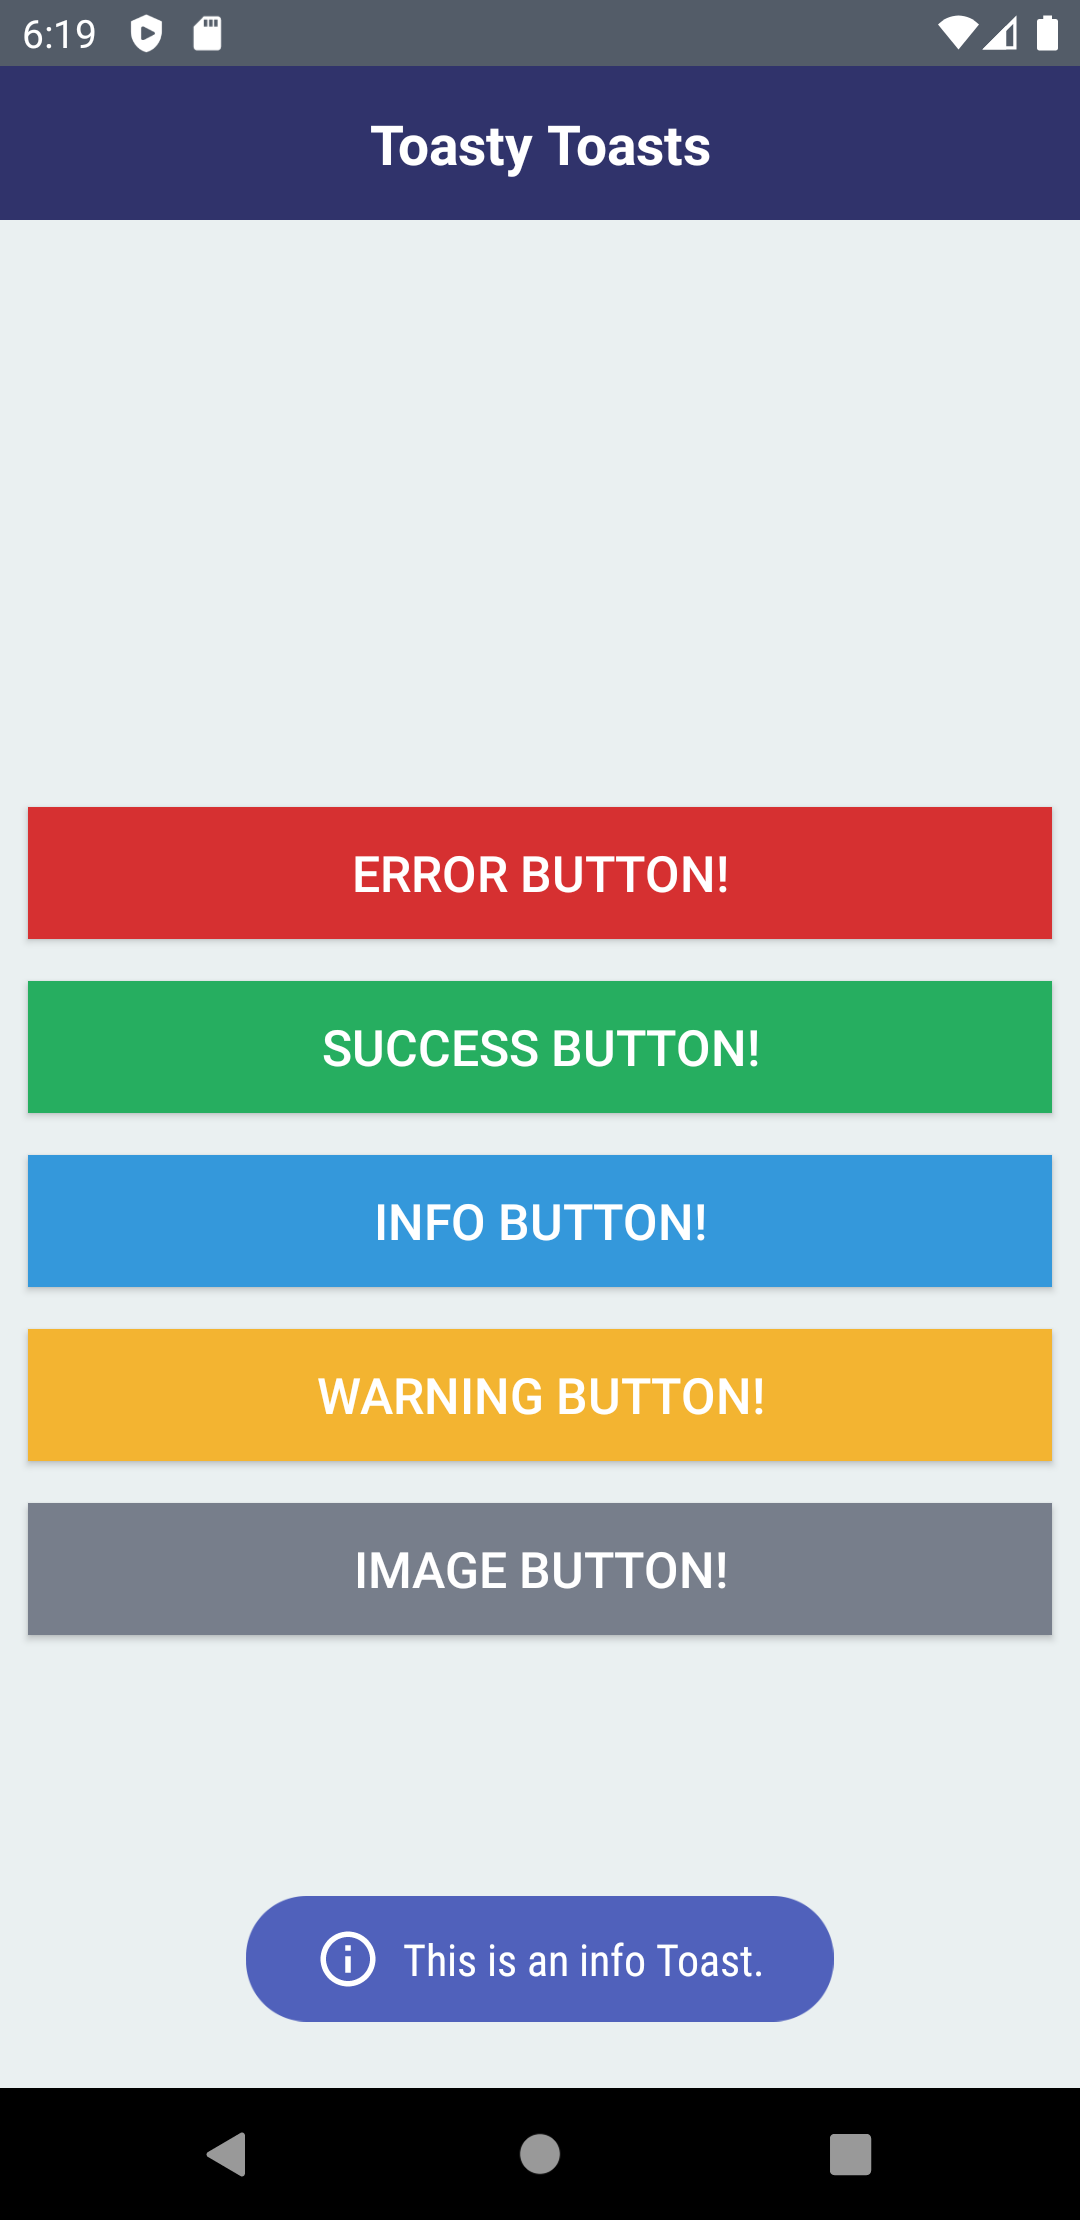 6:19
Toasty Toasts
ERROR BUTTON!
SUCCESS BUTTON!
INFO BUTTON!
WARNING BUTTON!
IMAGE BUTTON!
This is an info Toast.